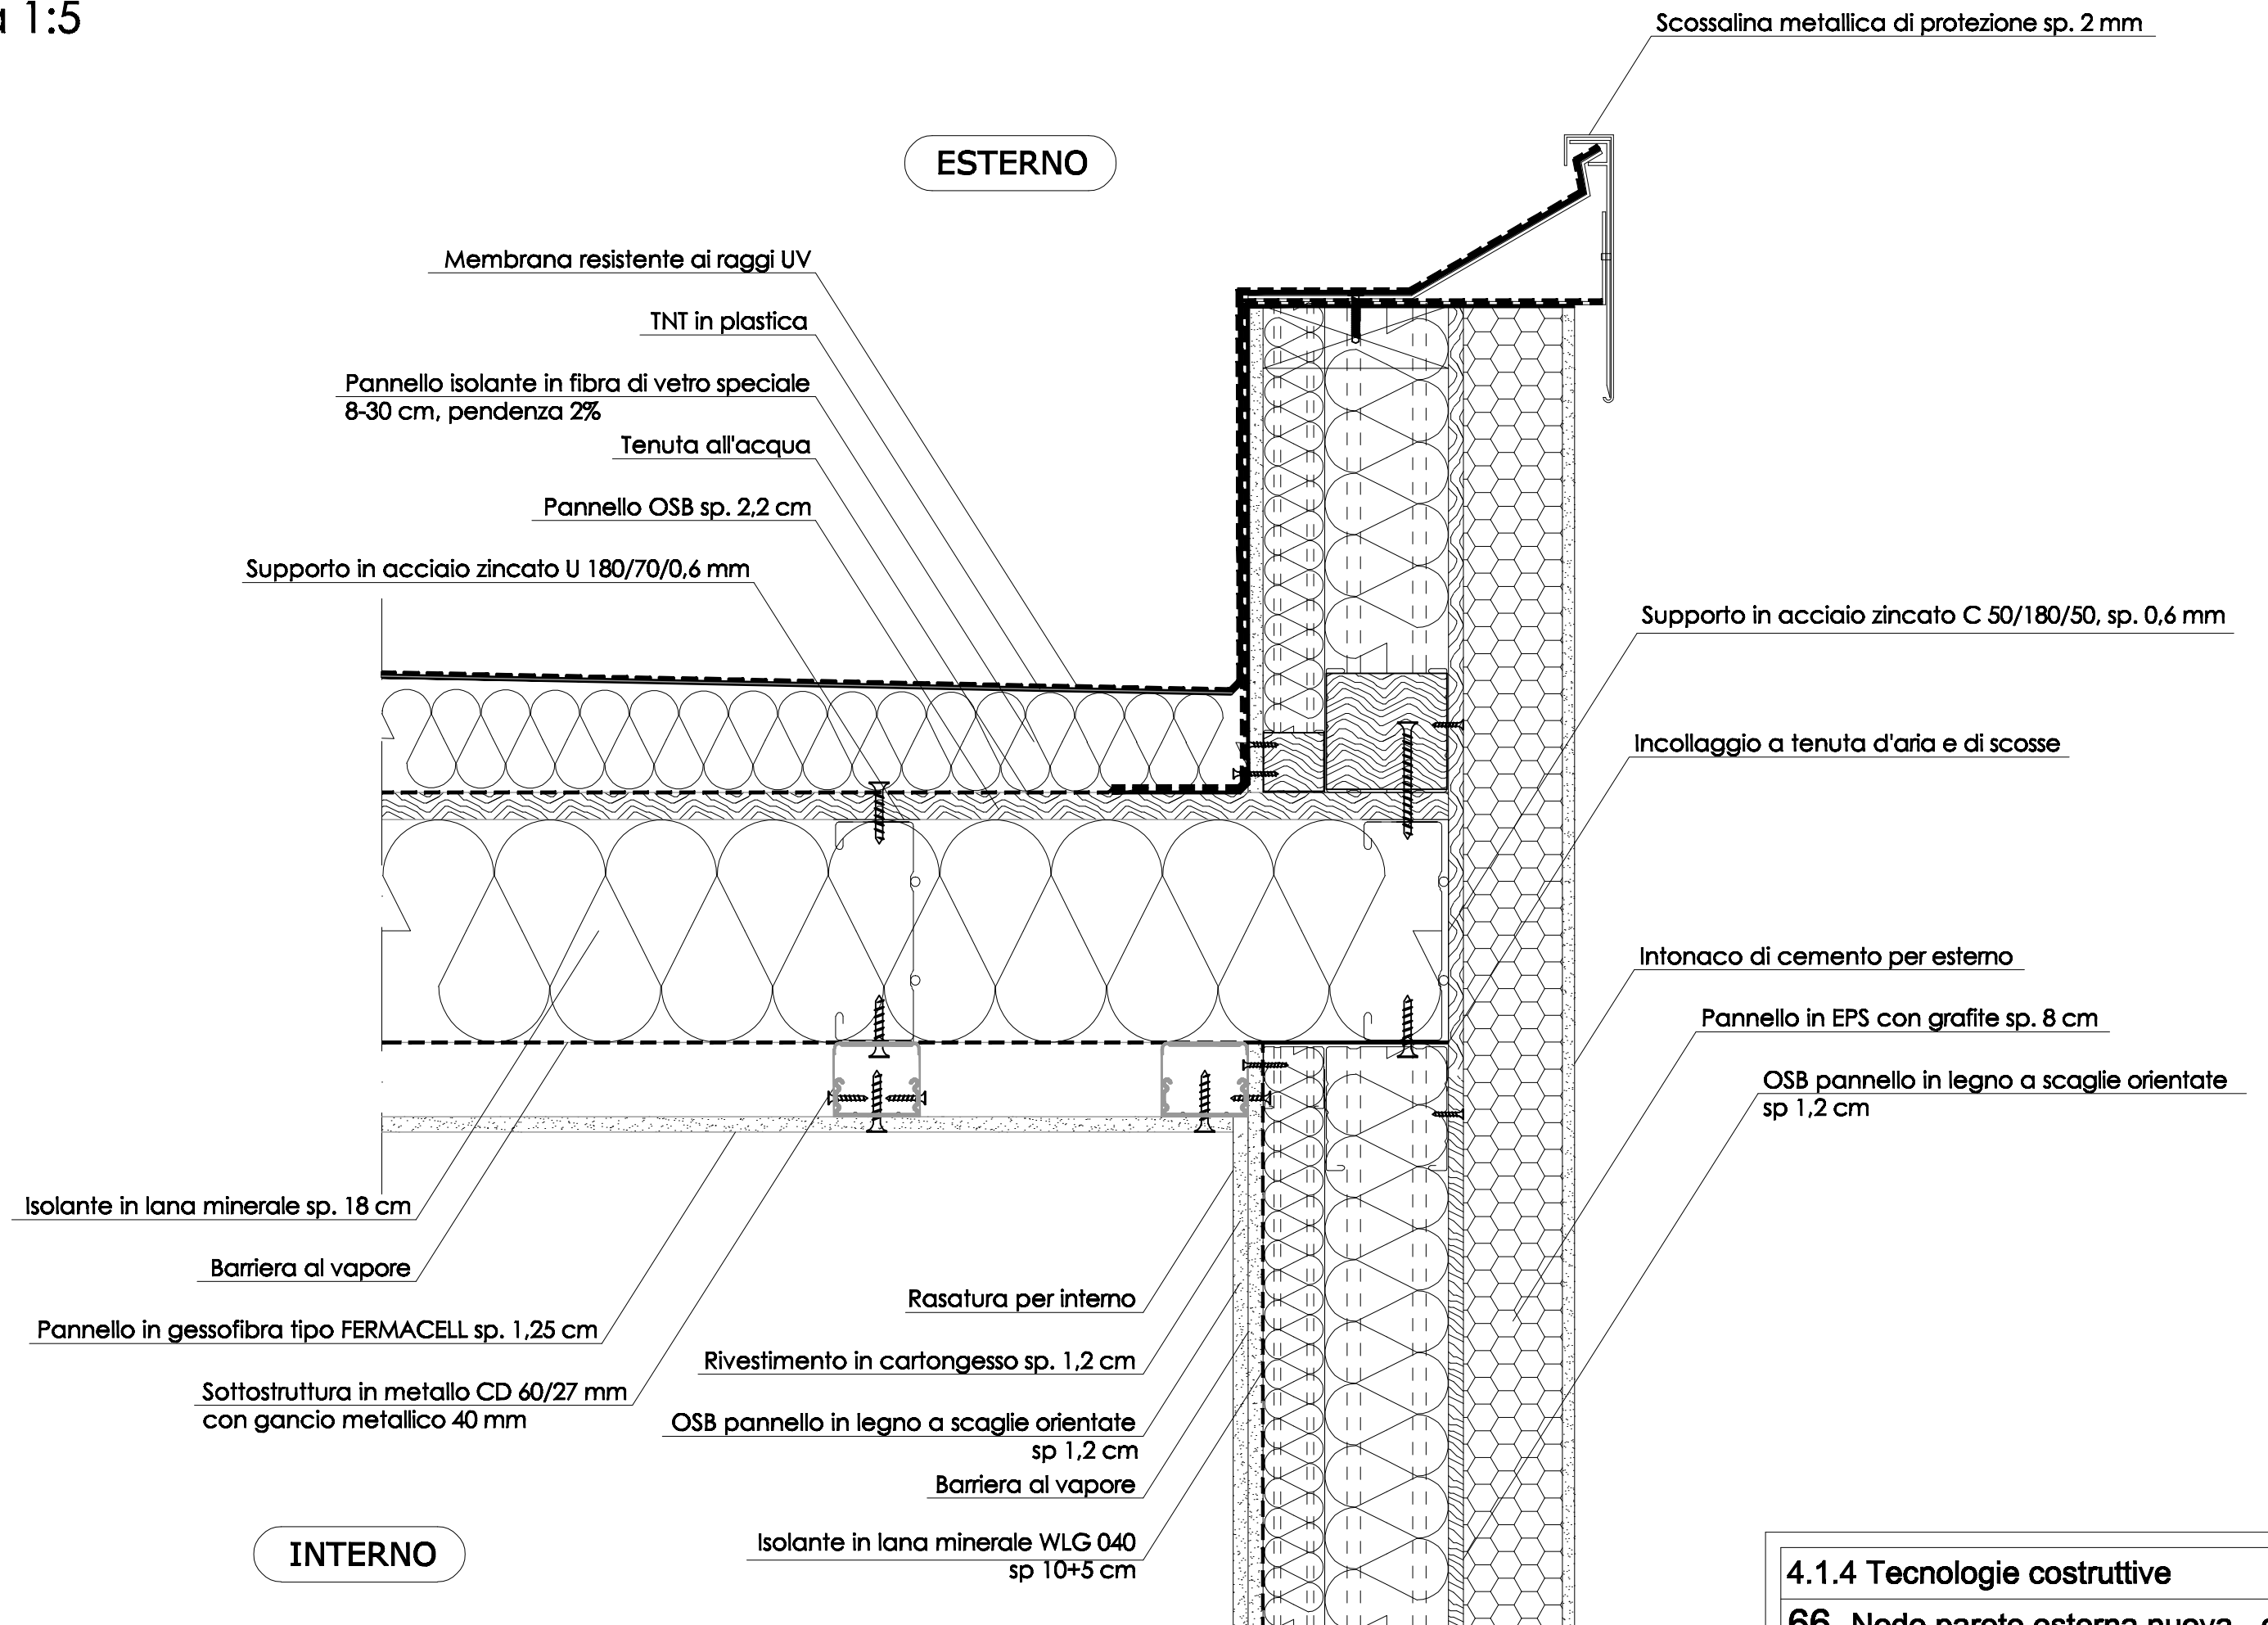 1:5
Scossalina metallica di protezione sp. 2 mm
ESTERNO
Membrana resistente ai raggi UV
TNT in plastica
Pannello isolante in fibra di vetro speciale
8-30 cm, pendenza 2%
Tenuta all'acqua
Pannello OSB sp. 2,2 cm
Supporto in acciaio zincato U 180/70/0,6 mm
Supporto in acciaio zincato C 50/180/50, sp. 0,6 mm
Incollaggio a tenuta d'aria e di scosse
Intonaco di cemento per esterno
Pannello in EPS con grafite sp. 8 cm
OSB pannello in legno a scaglie orientate
sp 1,2 cm
Isolante in lana minerale sp. 18 cm
Barriera al vapore
Pannello in gessofibra tipo FERMACELL sp. 1,25 cm
Sottostruttura in metallo CD 60/27 mm
con gancio metallico 40 mm
Rasatura per interno
Rivestimento in cartongesso sp. 1,2 cm
OSB pannello in legno a scaglie orientate
sp 1,2 cm
Barriera al vapore
Isolante in lana minerale WLG 040
sp 10+5 cm
INTERNO
4.1.4 Tecnologie costruttive
66 Nodo parete esterna nuova